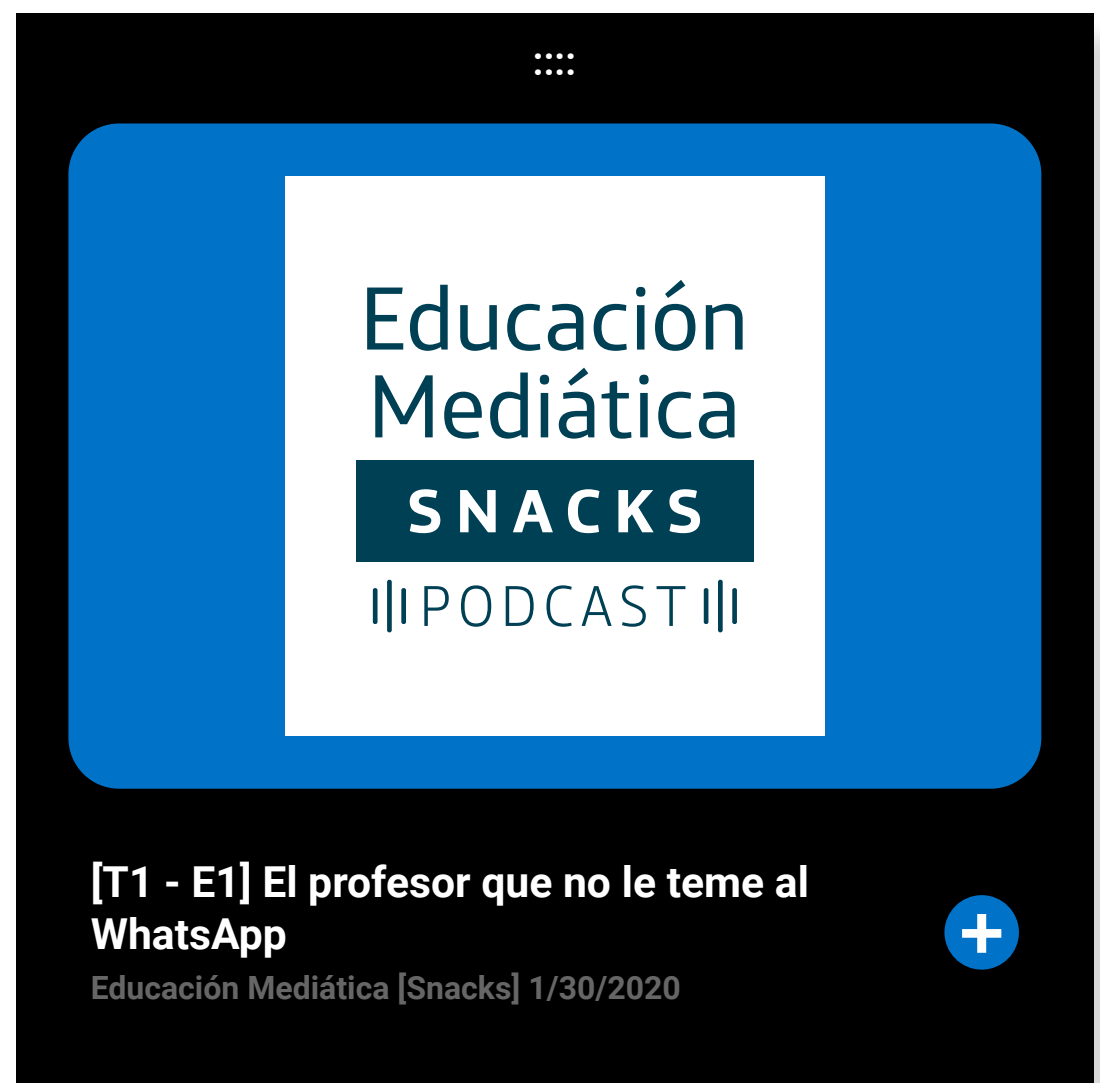 Educación
Mediática
SNACKS
PODCAST
[T1 - E1] El profesor que no le teme al
WhatsApp
Educación Mediática [Snacks] 1/30/2020